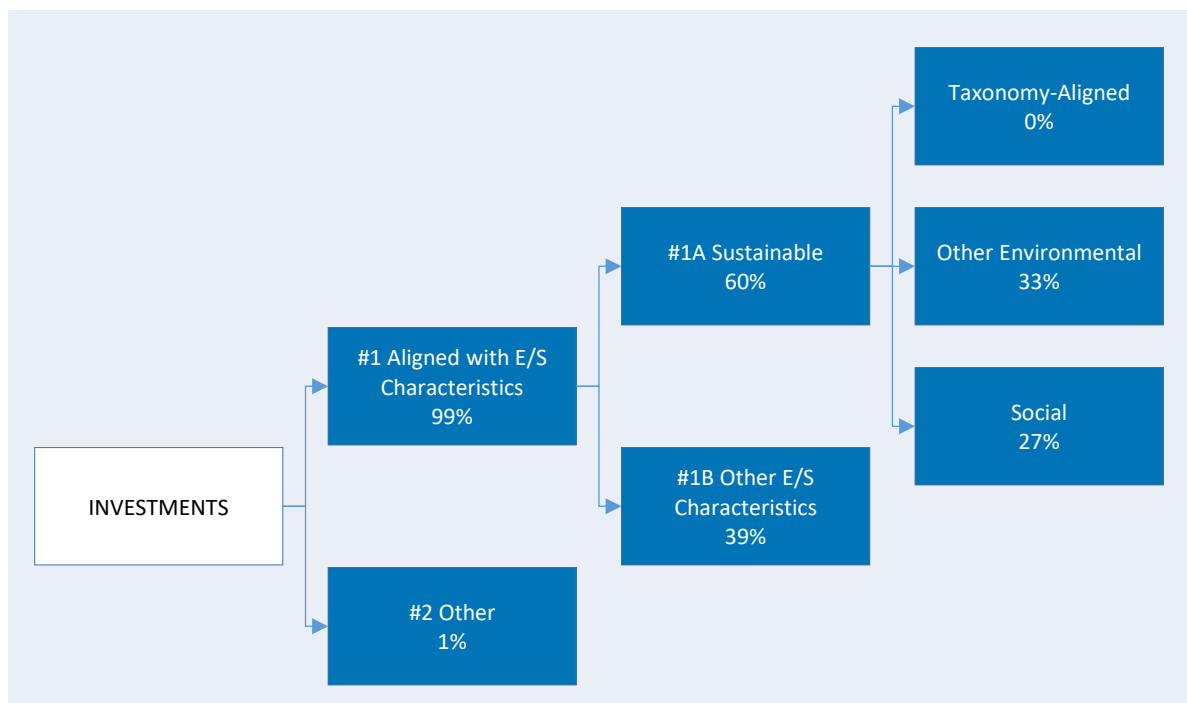 INVESTMENTS
#1 Aligned with E/S
Characteristics
99%
#2 Other
1%
#1A Sustainable
60%
#1B Other E/S
Characteristics
39%
Taxonomy-Aligned
0%
Other Environmental
33%
Social
27%